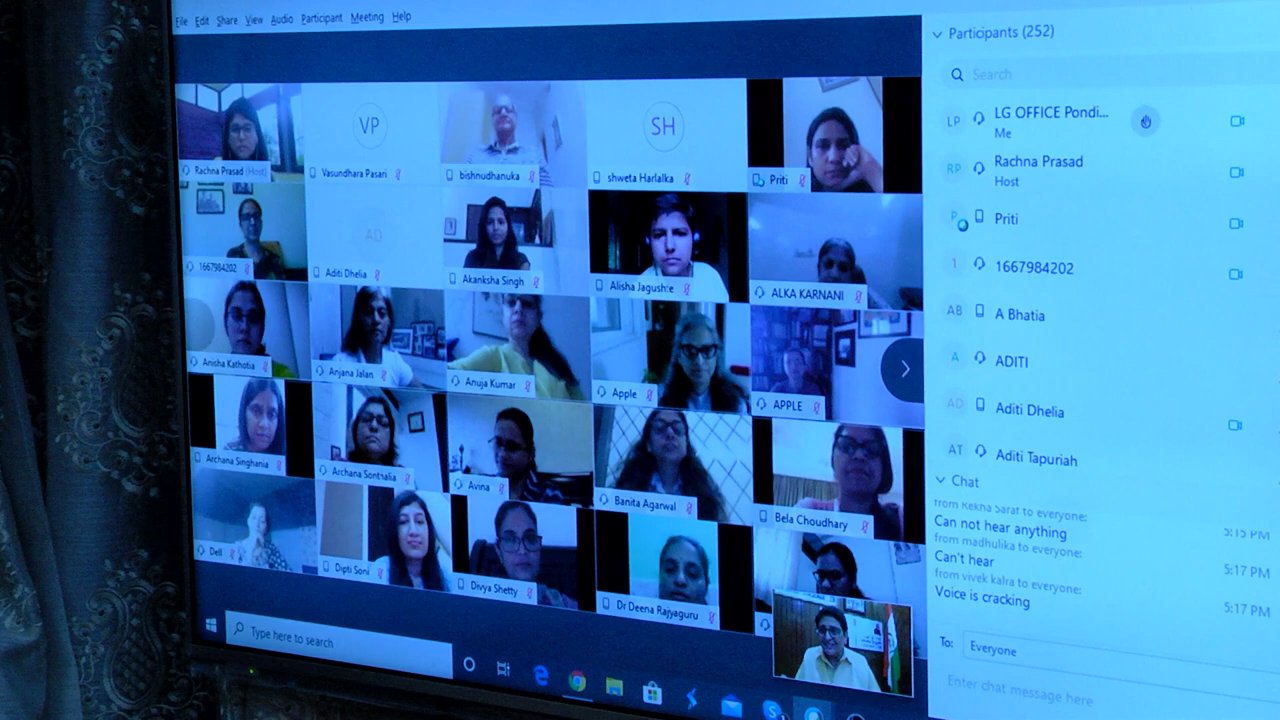 File Edit Share View Audio Participant Meeting Help
Rachna Prasad (Host)
VP
Vasundhara Pasari
bishnudhanuka
SH
shweta Harlalka
Priti
1667984202
AD
Aditi Dhelia
Akanksha Singh
Alisha Jagushte
ALKA KARNANI
Anisha Kathotia
Anjana Jalan
Anuja Kumar
Apple
APPLE
Archana Singhania
Archana Sonthalia
Avina
Banita Agarwal
Bela Choudhary
Dell
Dipti Soni
Divya Shetty
Dr Deena Rajyaguru
Type here to search
Participants (252)
Search
LP LG OFFICE Pondi...
Me
RP Rachna Prasad
Host
P Priti
1 1667984202
AB A Bhatia
A ADITI
AD Aditi Dhelia
AT Aditi Tapuriah
Chat
from Rekha Saraf to everyone: 5:15 PM
Can not hear anything
from madhulika to everyone: 5:17 PM
Can't hear
from vivek kalra to everyone: 5:17 PM
Voice is cracking
To: Everyone
Enter chat message here